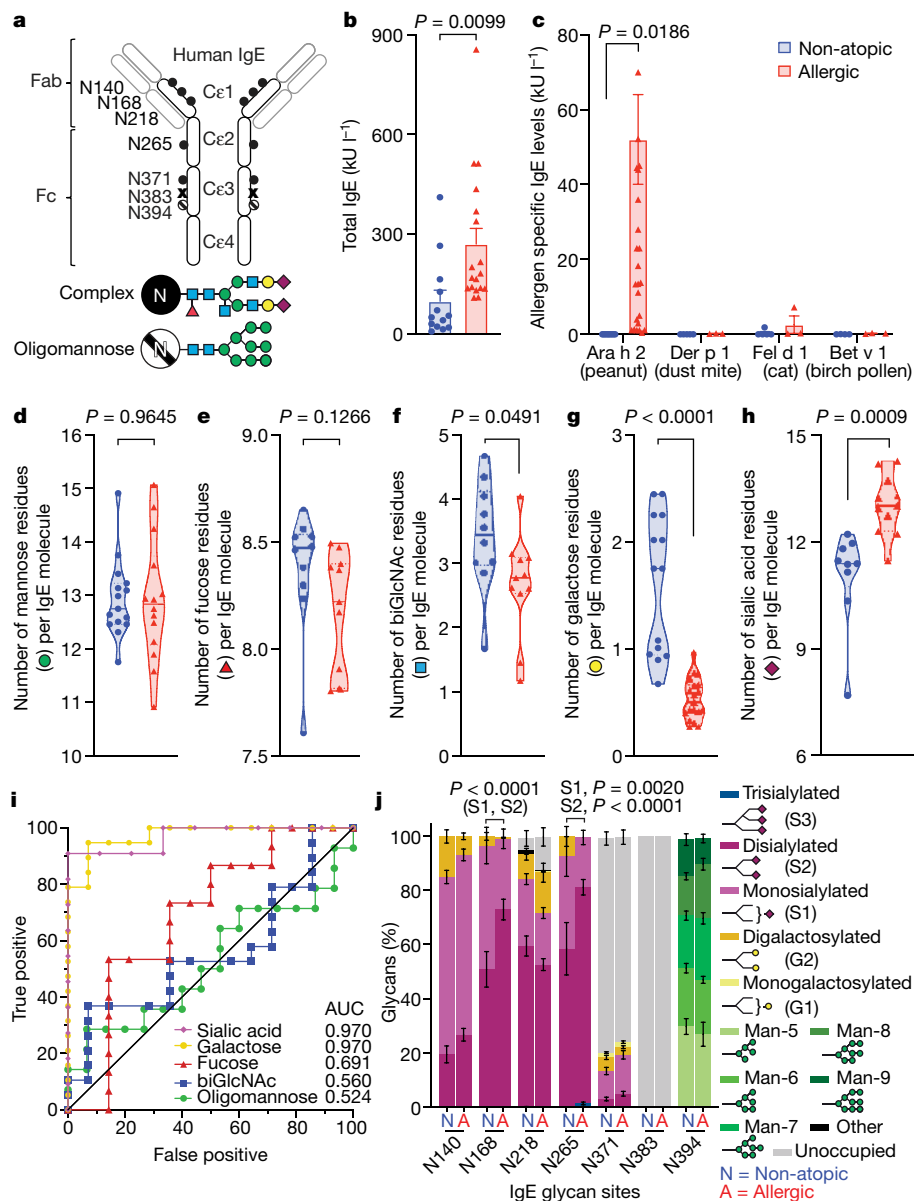 a
Human IgE
Fab
Fc
N140
N168
N218
N265
N371
N383
N394
Cε1
Cε2
Cε3
Cε4
Complex
N
Oligomannose
N
b
P = 0.0099
Total IgE (kU l⁻¹)
900
600
300
0
c
P = 0.0186
Non-atopic
Allergic
Allergen specific IgE levels (kU l⁻¹)
80
60
40
20
0
Ara h 2
(peanut)
Der p 1
(dust mite)
Fel d 1
(cat)
Bet v 1
(birch pollen)
d
P = 0.9645
Number of mannose residues
( ) per IgE molecule
16
15
14
13
12
11
10
e
P = 0.1266
Number of fucose residues
( ) per IgE molecule
9.0
8.5
8.0
7.5
f
P = 0.0491
Number of biGlcNAc residues
( ) per IgE molecule
5
4
3
2
1
0
g
P < 0.0001
Number of galactose residues
( ) per IgE molecule
3
2
1
0
h
P = 0.0009
Number of sialic acid residues
( ) per IgE molecule
15
12
9
6
i
True positive
100
80
60
40
20
0
0
20
40
60
80
100
False positive
AUC
Sialic acid 0.970
Galactose 0.970
Fucose 0.691
biGlcNAc 0.560
Oligomannose 0.524
j
P < 0.0001
(S1, S2)
S1, P = 0.0020
S2, P < 0.0001
Glycans (%)
100
80
60
40
20
0
N A N A N A N A N A N A N A
N140
N168
N218
N265
N371
N383
N394
IgE glycan sites
Trisialylated
(S3)
Disialylated
(S2)
Monosialylated
(S1)
Digalactosylated
(G2)
Monogalactosylated
(G1)
Man-5
Man-8
Man-6
Man-9
Man-7
Other
Unoccupied
N = Non-atopic
A = Allergic